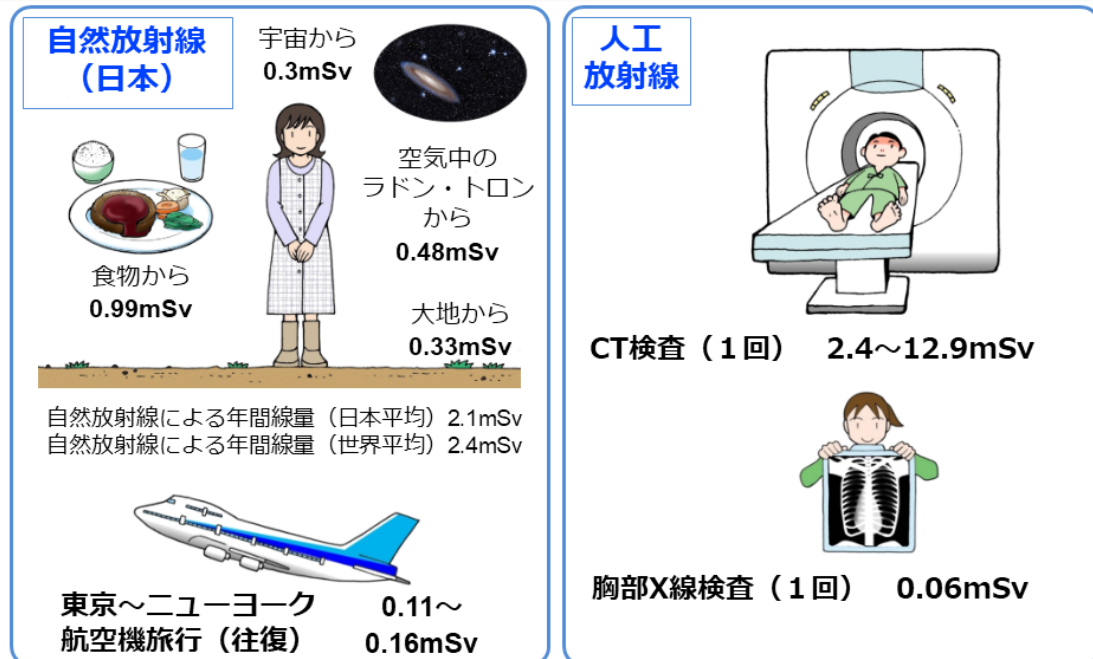 自然放射線
（日本）
宇宙から
0.3mSv
空気中の
ラドン・トロン
から
0.48mSv
食物から
0.99mSv
大地から
0.33mSv
自然放射線による年間線量（日本平均）2.1mSv
自然放射線による年間線量（世界平均）2.4mSv
東京～ニューヨーク 0.11～
航空機旅行（往復） 0.16mSv
人工
放射線
CT検査（１回） 2.4～12.9mSv
胸部X線検査（１回） 0.06mSv